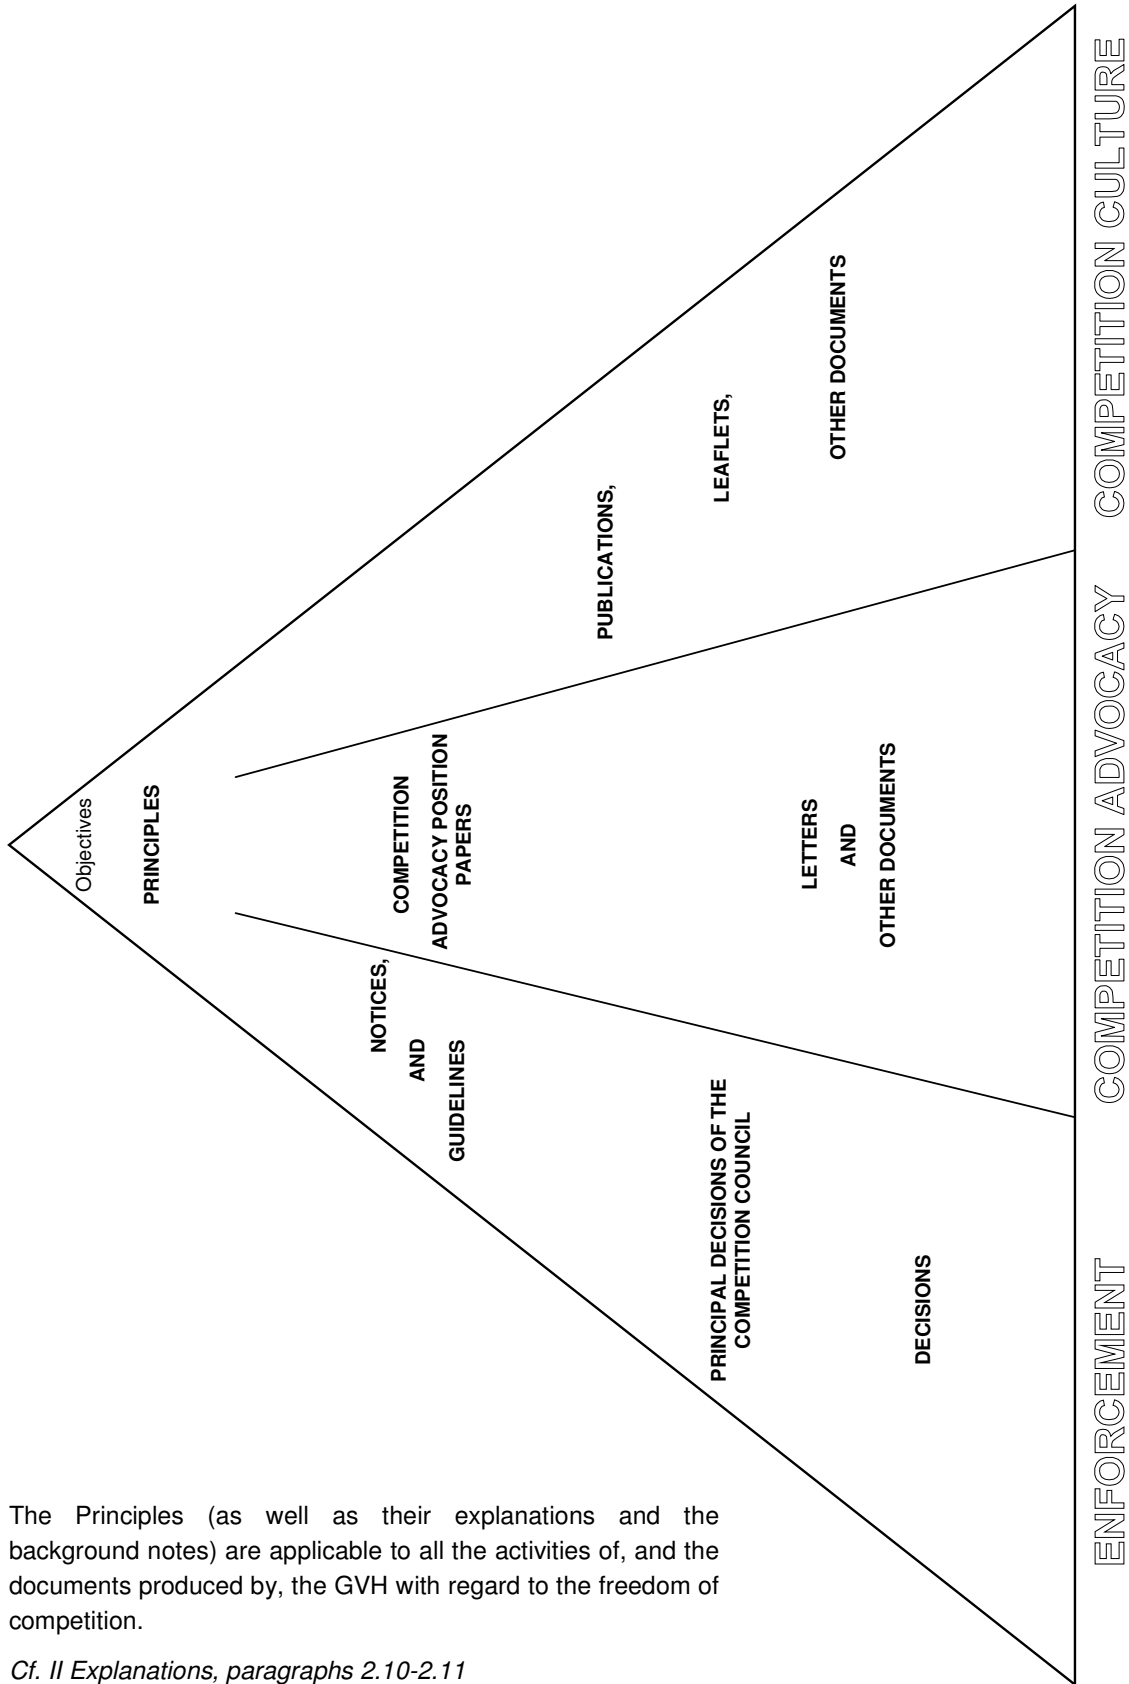 Objectives
PRINCIPLES
NOTICES,
AND
GUIDELINES
COMPETITION
ADVOCACY POSITION
PAPERS
PUBLICATIONS,
LEAFLETS,
OTHER DOCUMENTS
PRINCIPAL DECISIONS OF THE
COMPETITION COUNCIL
DECISIONS
LETTERS
AND
OTHER DOCUMENTS
ENFORCEMENT
COMPETITION ADVOCACY
COMPETITION CULTURE
The Principles (as well as their explanations and the
background notes) are applicable to all the activities of, and the
documents produced by, the GVH with regard to the freedom of
competition.
Cf. II Explanations, paragraphs 2.10-2.11